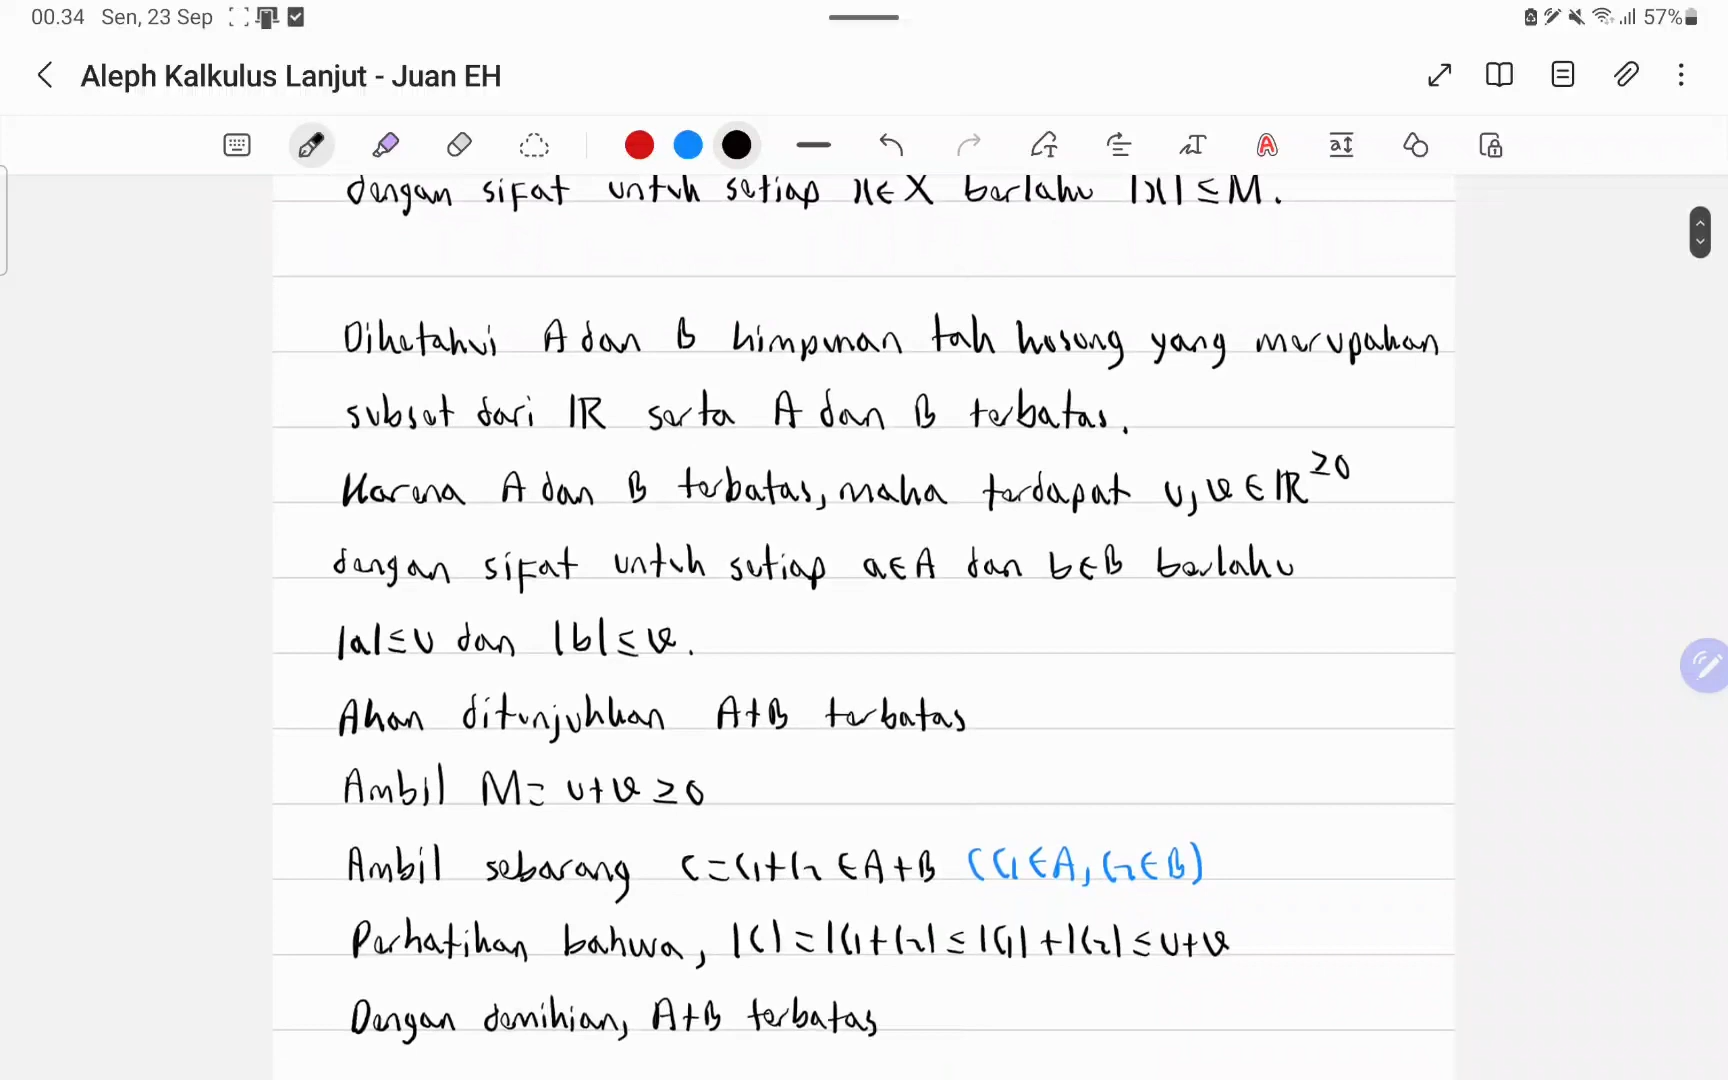 00.34 Sen, 23 Sep
57%
Aleph Kalkulus Lanjut - Juan EH
dengan sifat untuk setiap x∈X berlaku |x|≤M.
Diketahui A dan B himpunan tak kosong yang merupakan
subset dari ℝ serta A dan B terbatas.
Karena A dan B terbatas, maka terdapat u, v ∈ ℝ^≥0
dengan sifat untuk setiap a∈A dan b∈B berlaku
|a|≤u dan |b|≤v.
Akan ditunjukkan A+B terbatas
Ambil M = u+v ≥0
Ambil sebarang c=c₁+c₂ ∈A+B (c₁∈A, c₂∈B)
Perhatikan bahwa, |c|=|c₁+c₂| ≤ |c₁|+|c₂| ≤ u+v
Dengan demikian, A+B terbatas